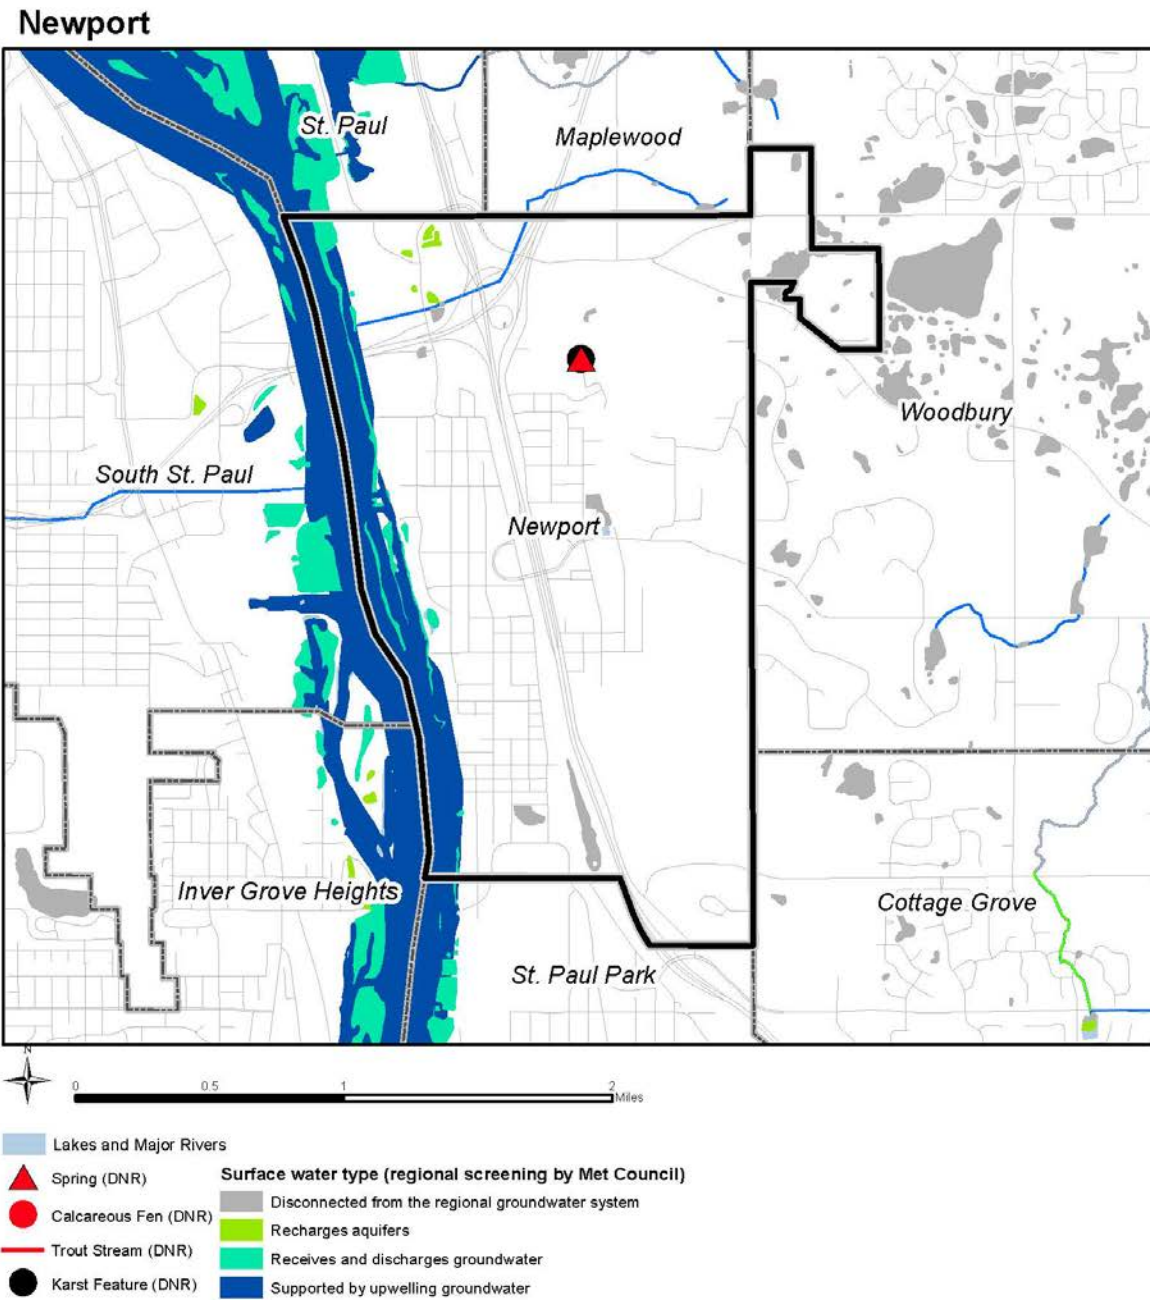 Newport
St. Paul
Maplewood
Woodbury
South St. Paul
Newport
Inver Grove Heights
Cottage Grove
St. Paul Park
N
0 0.5 1 2
Miles
Lakes and Major Rivers
Spring (DNR)
Calcareous Fen (DNR)
Trout Stream (DNR)
Karst Feature (DNR)
Surface water type (regional screening by Met Council)
Disconnected from the regional groundwater system
Recharges aquifers
Receives and discharges groundwater
Supported by upwelling groundwater